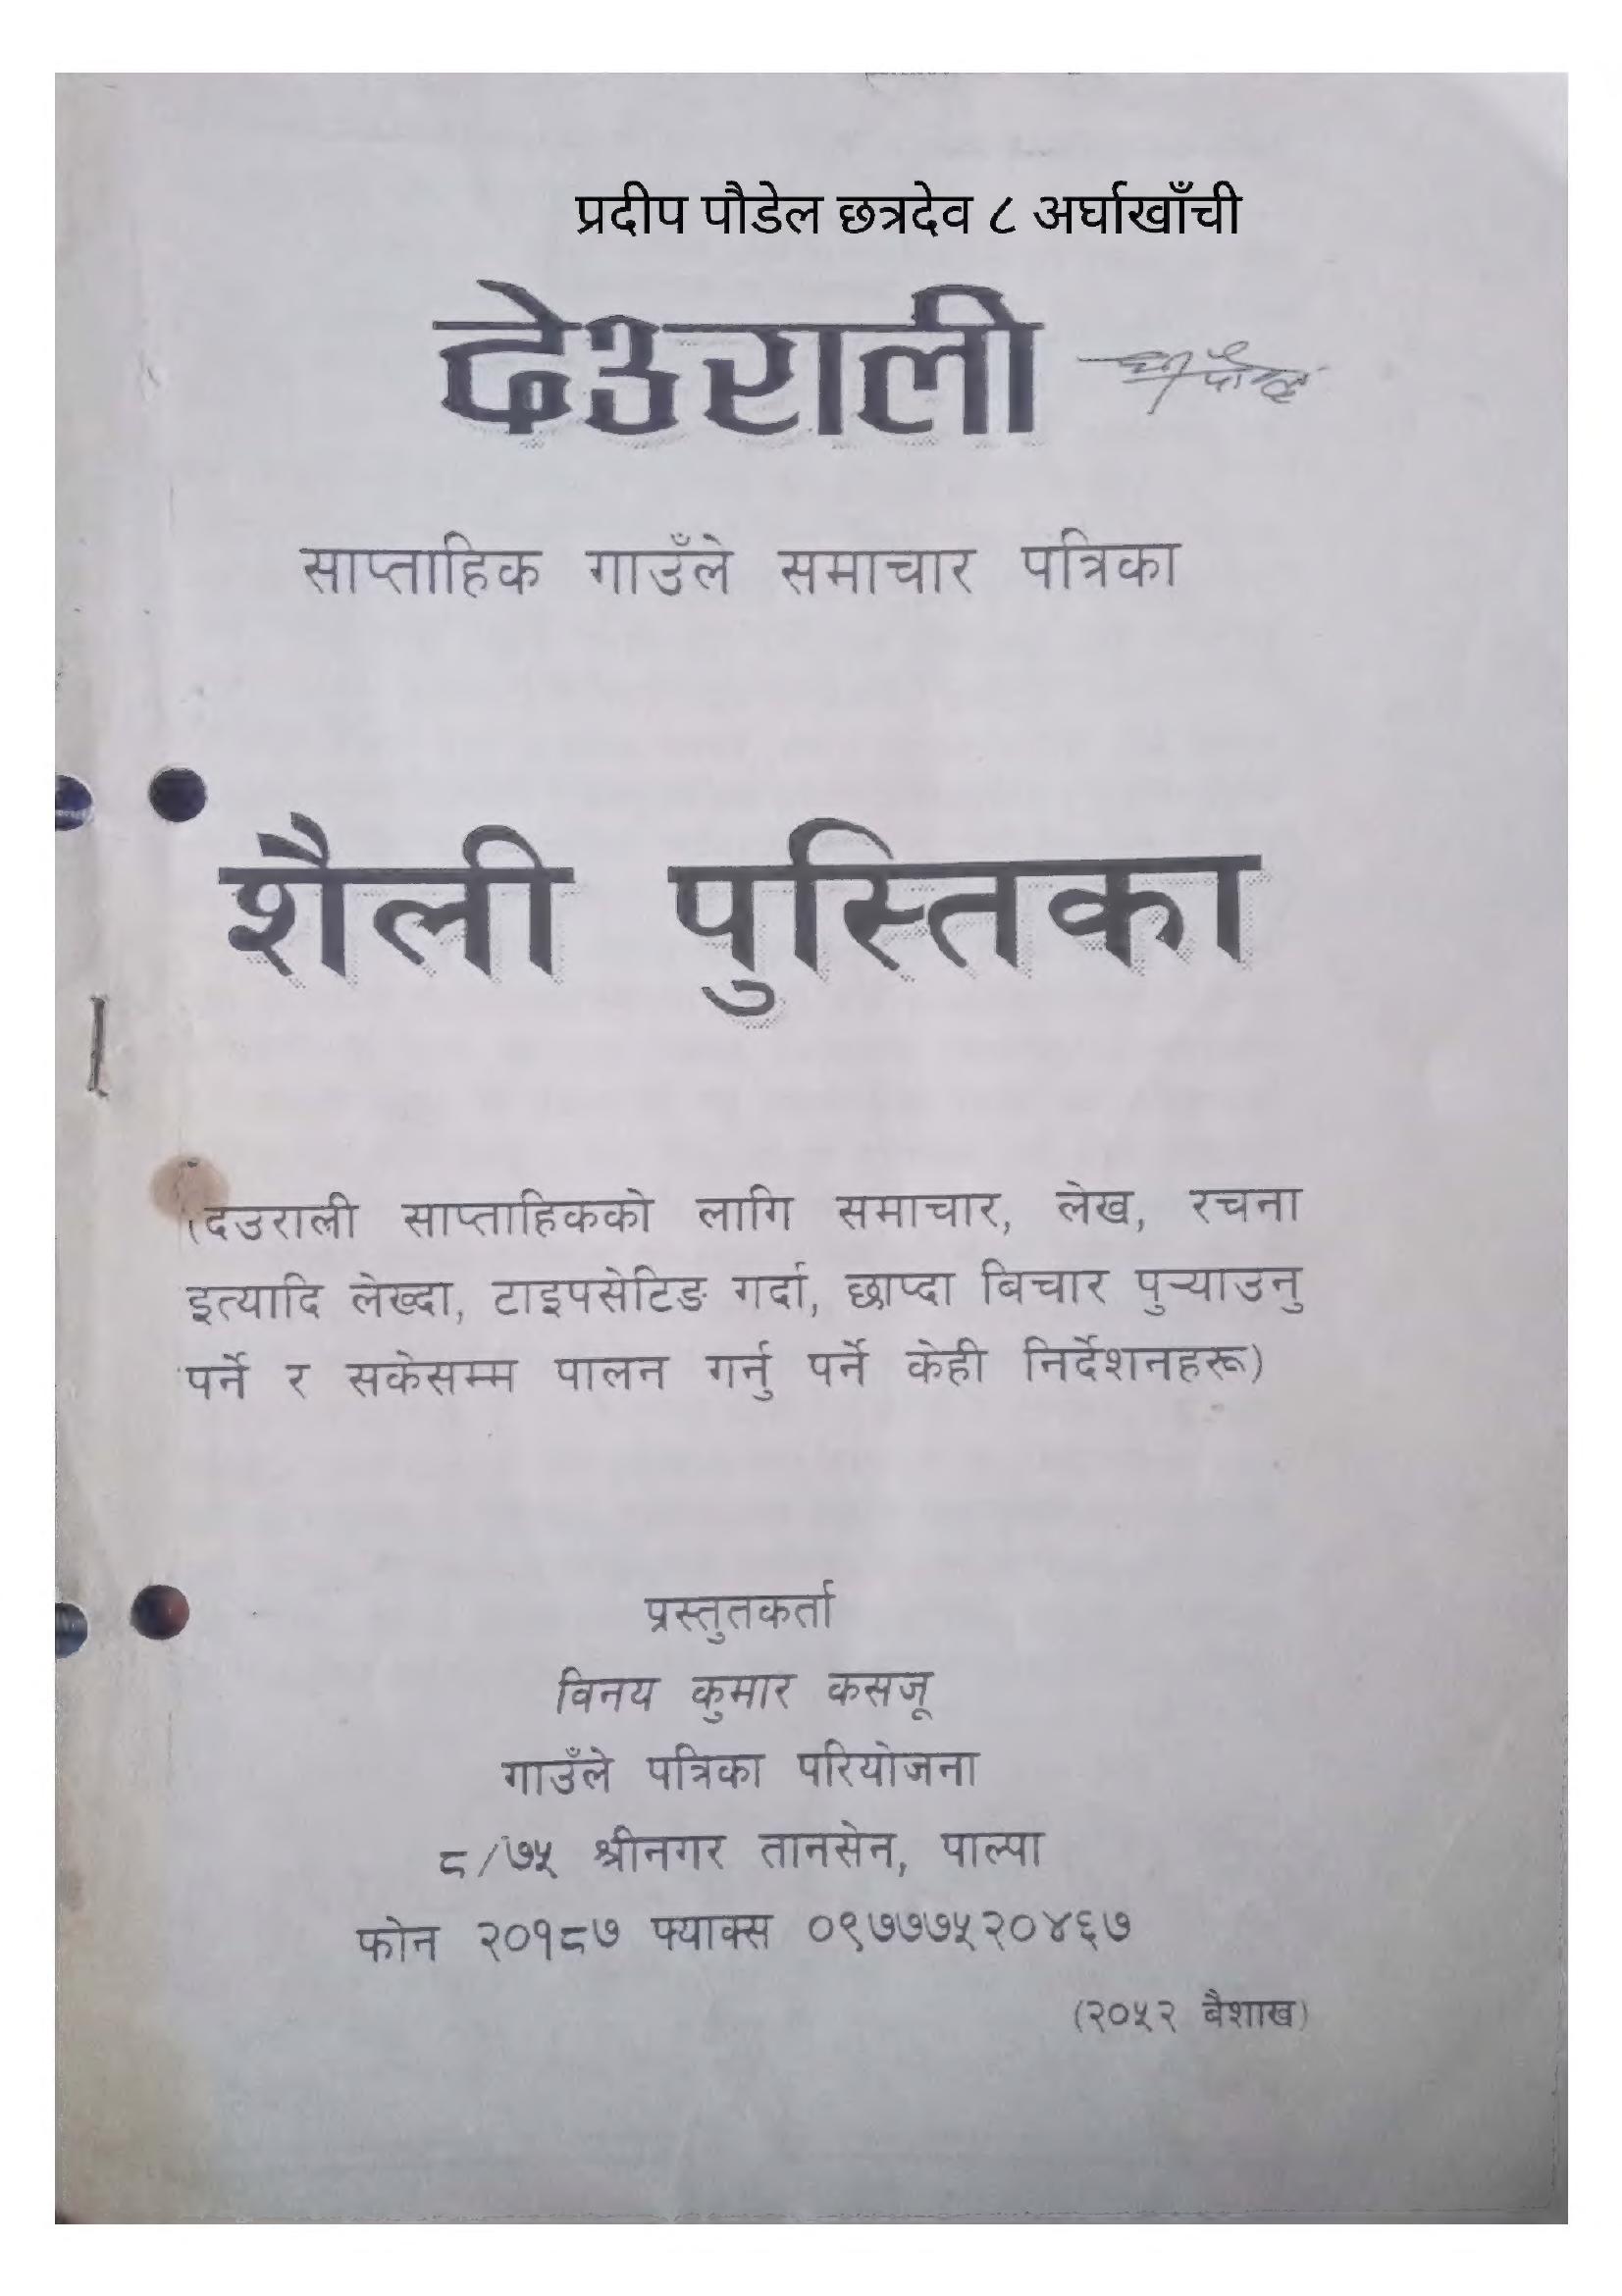 प्रदीप पौडेल छत्रदेव ८ अर्घाखाँची
देउराली
साप्ताहिक गाउँले समाचार पत्रिका
शैली पुस्तिका
(देउराली साप्ताहिकको लागि समाचार, लेख, रचना
इत्यादि लेख्दा, टाइपसेटिङ गर्दा, छाप्दा बिचार पुऱ्याउनु
पर्ने र सकेसम्म पालन गर्नु पर्ने केही निर्देशनहरू)
प्रस्तुतकर्ता
विनय कुमार कसजू
गाउँले पत्रिका परियोजना
८/७५ श्रीनगर तानसेन, पाल्पा
फोन २०१८७ फ्याक्स ०९७७७५२०४६७
(२०५२ बैशाख)